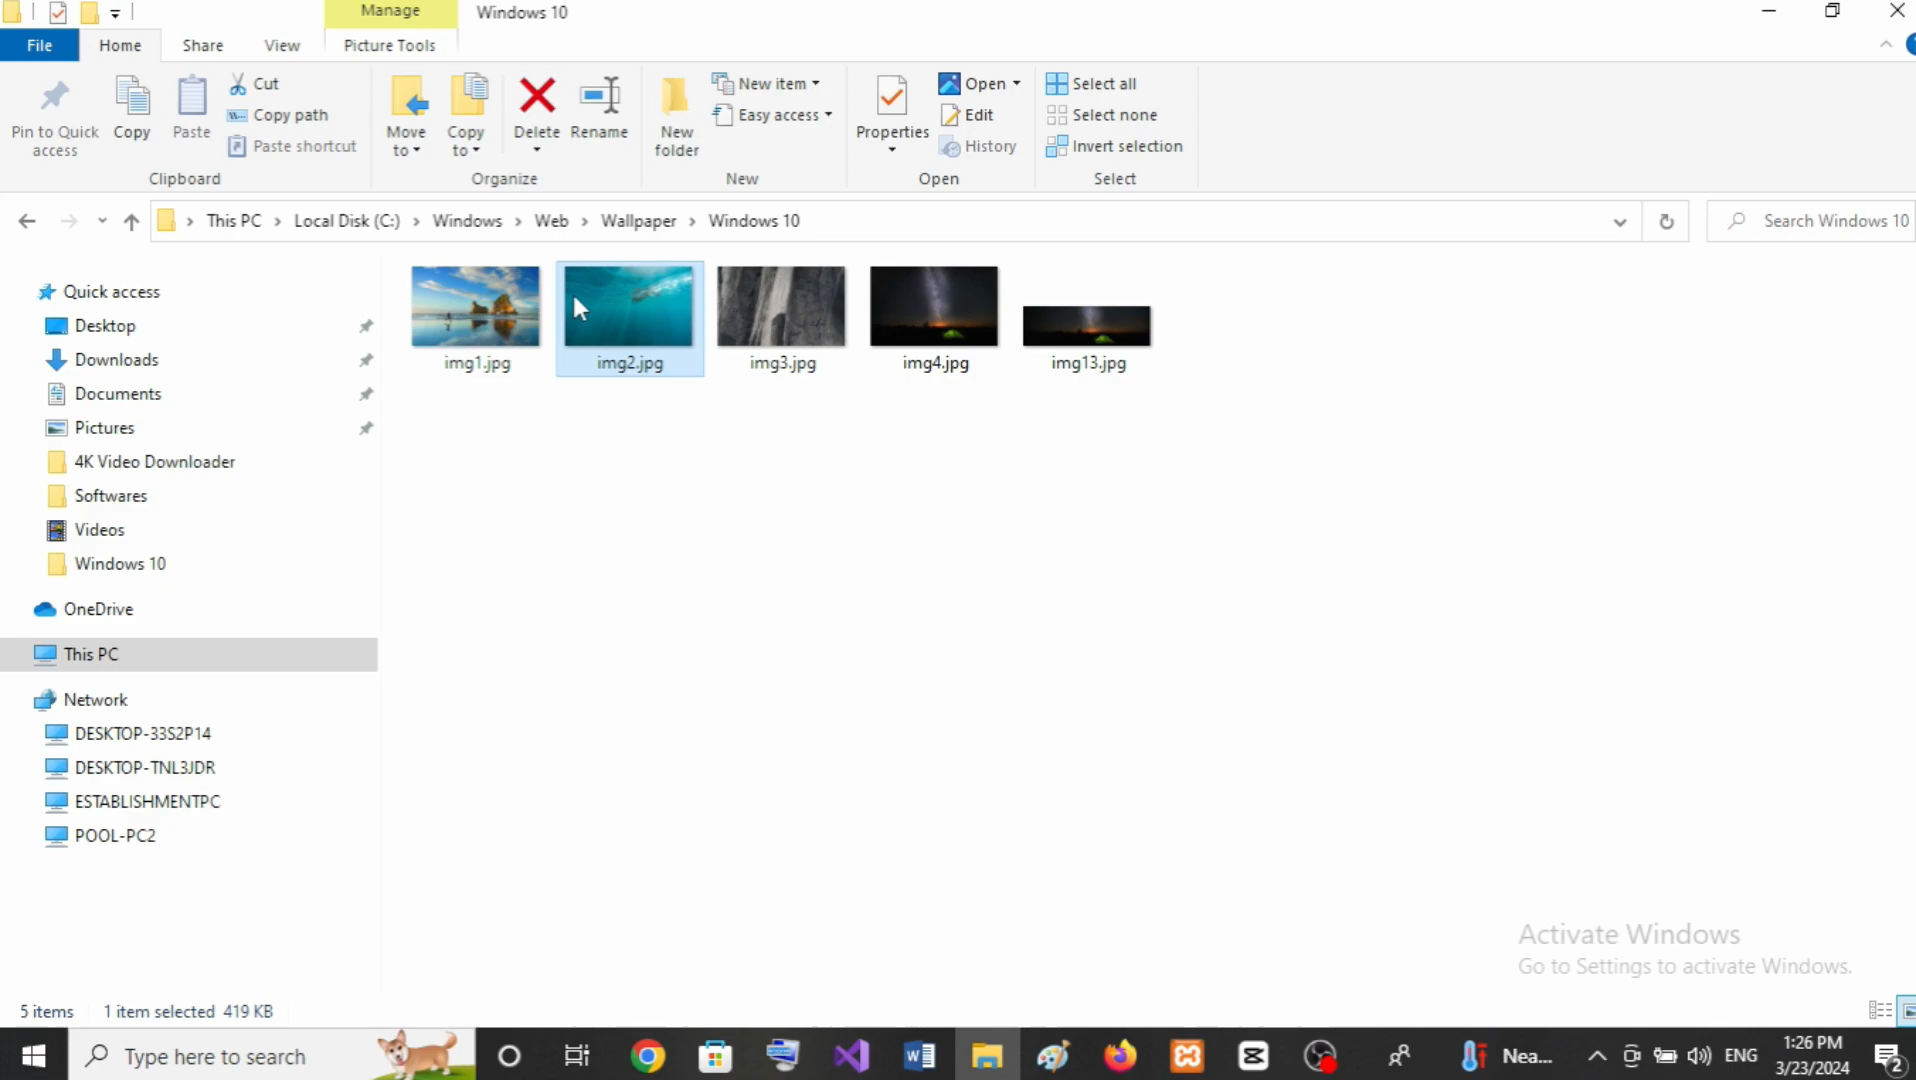 Manage
Windows 10
File
Home
Share
View
Picture Tools
Pin to Quick access
Copy
Paste
Cut
Copy path
Paste shortcut
Clipboard
Move to
Copy to
Delete
Rename
Organize
New folder
New item
Easy access
New
Properties
Open
Edit
History
Open
Select all
Select none
Invert selection
Select
This PC
Local Disk (C:)
Windows
Web
Wallpaper
Windows 10
Search Windows 10
Quick access
Desktop
Downloads
Documents
Pictures
4K Video Downloader
Softwares
Videos
Windows 10
OneDrive
This PC
Network
DESKTOP-33S2P14
DESKTOP-TNL3JDR
ESTABLISHMENTPC
POOL-PC2
img1.jpg
img2.jpg
img3.jpg
img4.jpg
img13.jpg
Activate Windows
Go to Settings to activate Windows.
5 items
1 item selected 419 KB
Type here to search
Nea...
ENG
1:26 PM
3/23/2024
2